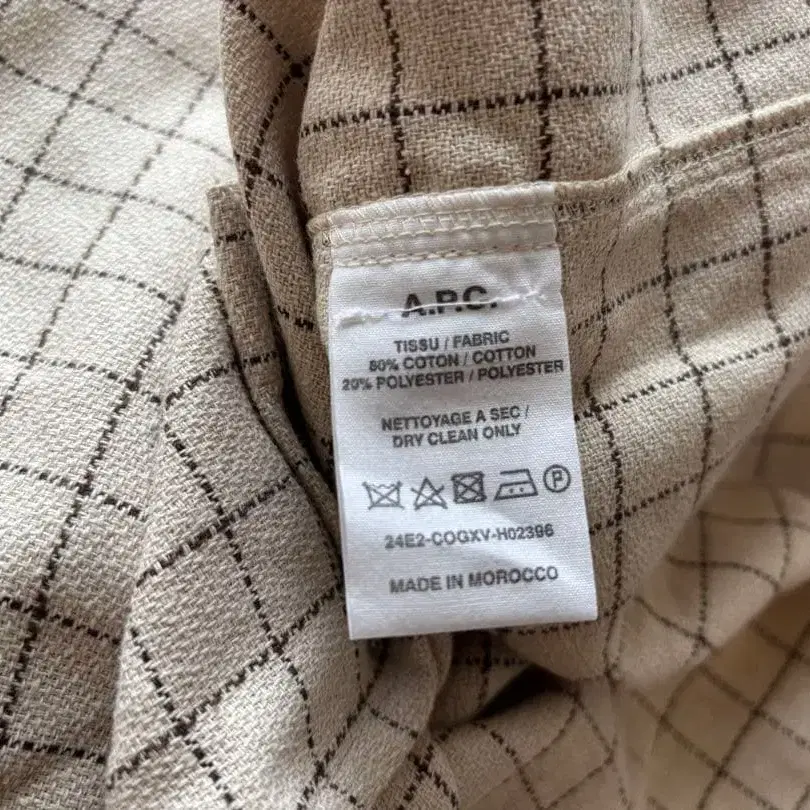 A.P.C.
TISSU / FABRIC
80% COTON / COTTON
20% POLYESTER / POLYESTER
NETTOYAGE A SEC /
DRY CLEAN ONLY
P
24E2-COGXV-H02396
MADE IN MOROCCO